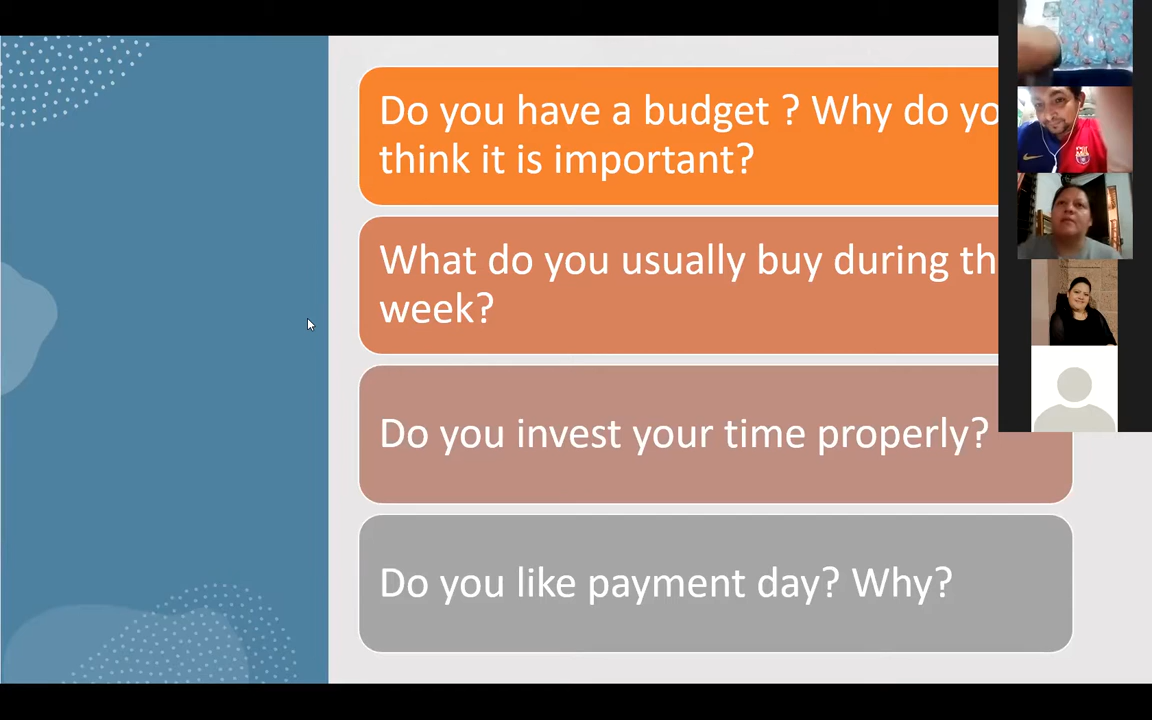 Do you have a budget ? Why do yo
think it is important?
What do you usually buy during th
week?
Do you invest your time properly?
Do you like payment day? Why?